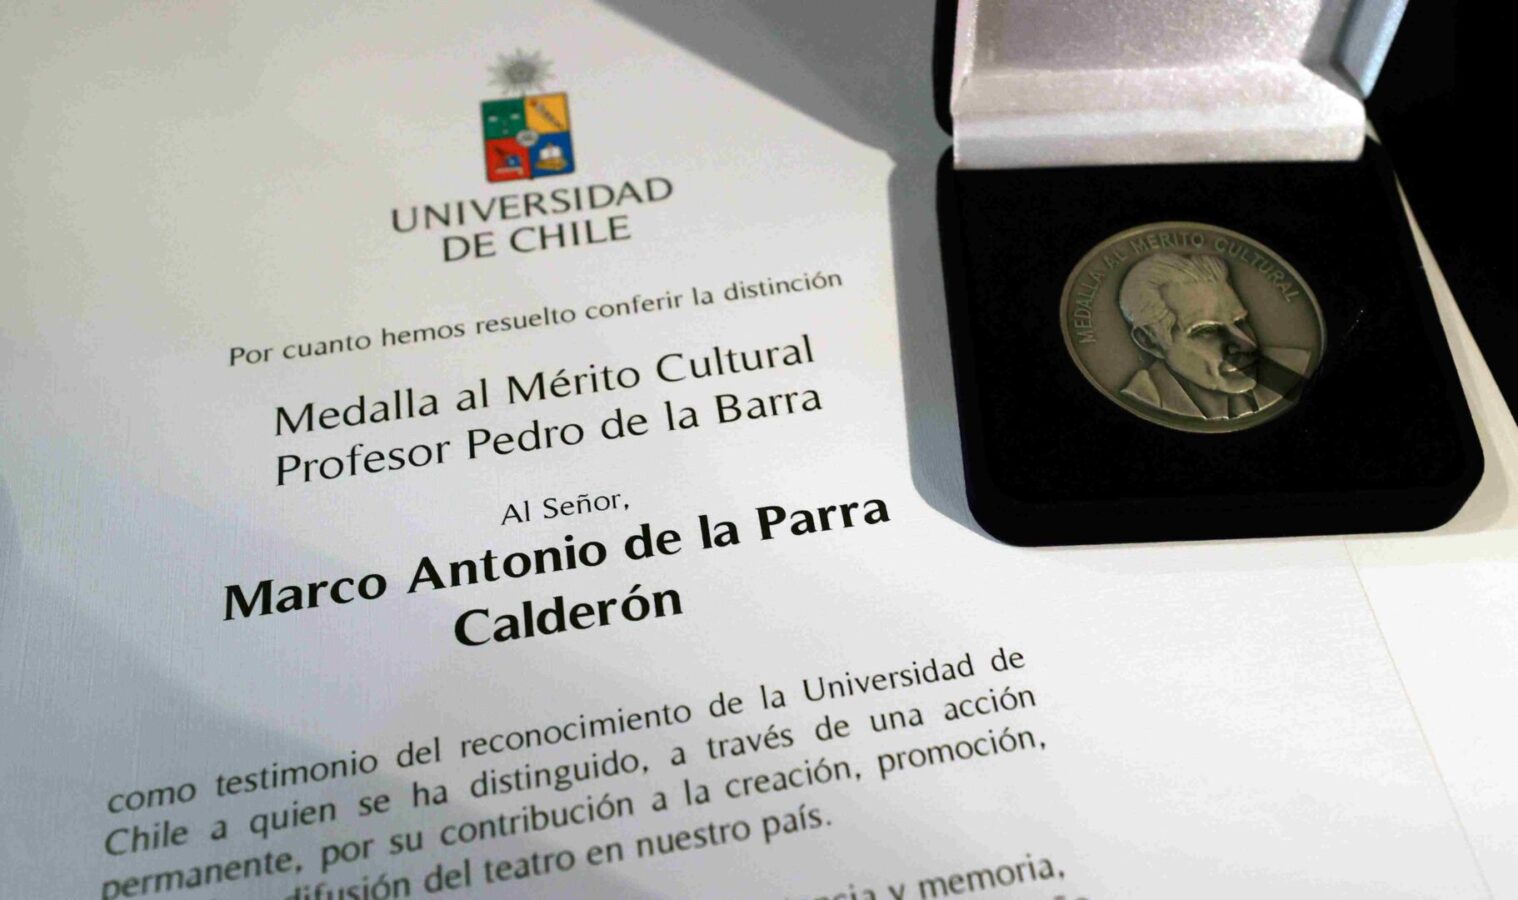 UNIVERSIDAD
DE CHILE
Por cuanto hemos resuelto conferir la distinción
Medalla al Mérito Cultural
Profesor Pedro de la Barra
Al Señor,
Marco Antonio de la Parra
Calderón
como testimonio del reconocimiento de la Universidad de
Chile a quien se ha distinguido, a través de una acción
permanente, por su contribución a la creación, promoción,
difusión del teatro en nuestro país.
y memoria,
MEDALLA AL MERITO CULTURAL